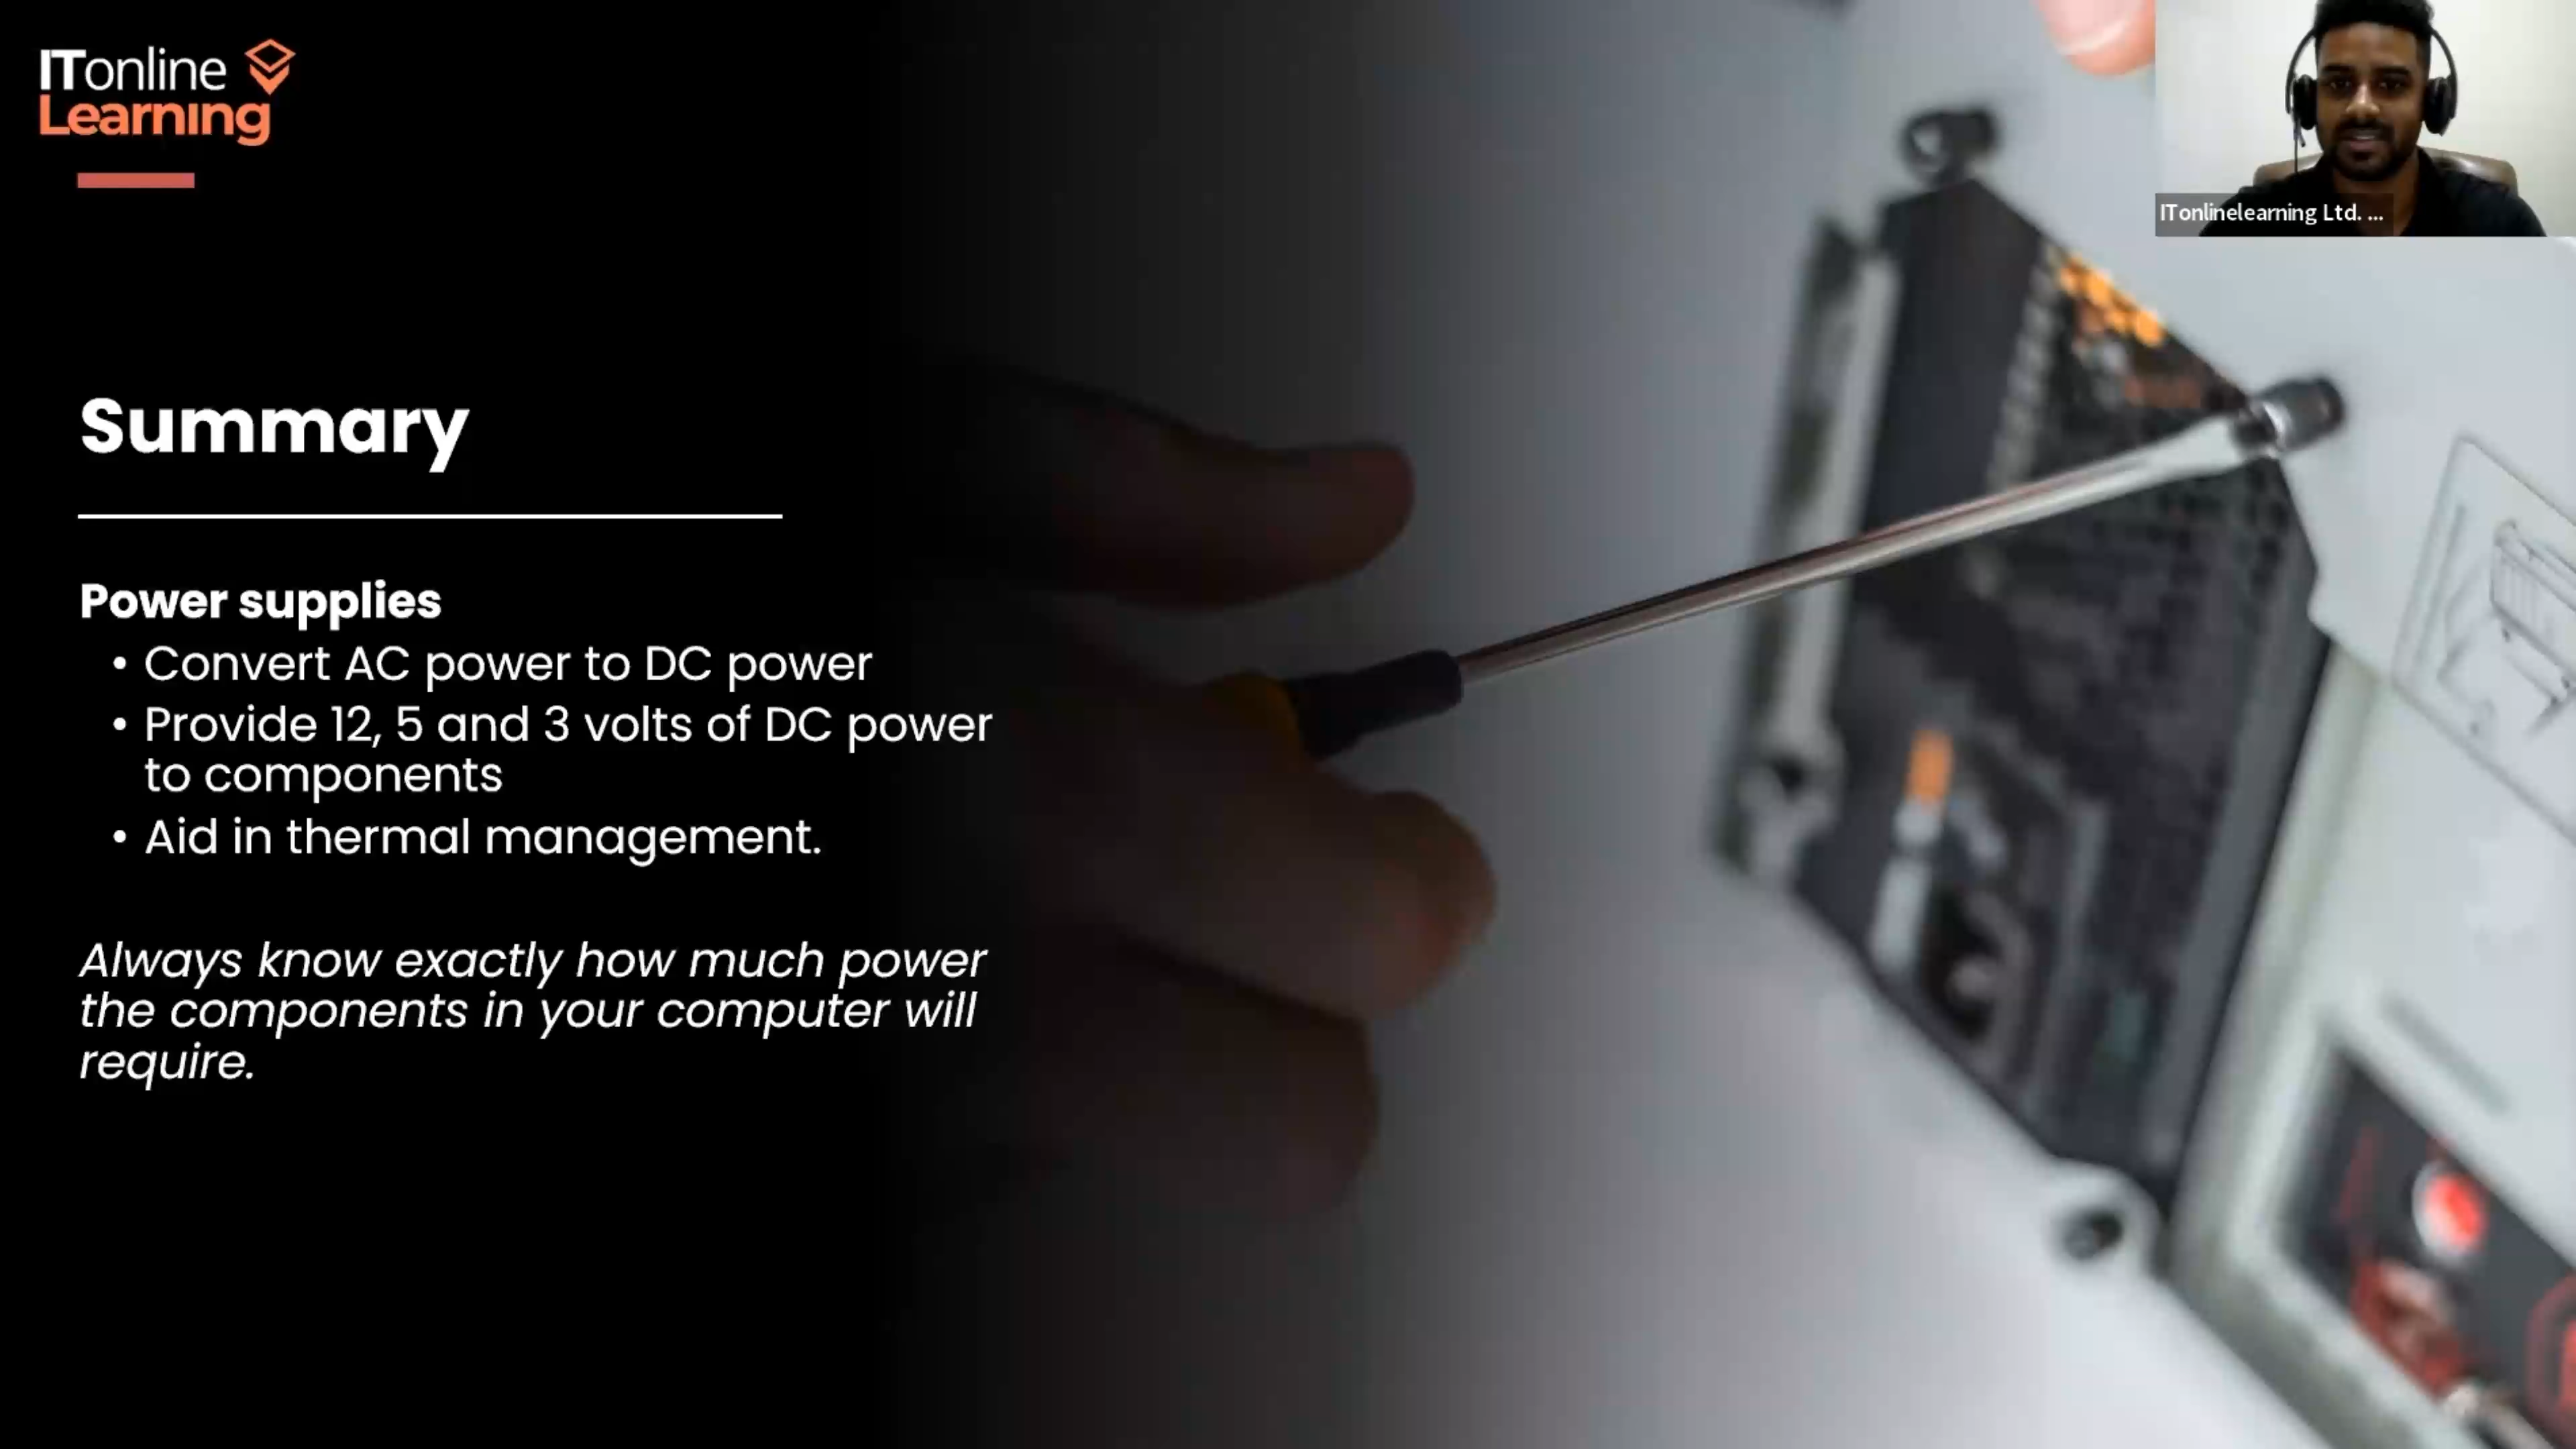 ITonline
Learning
ITonlinelearning Ltd. ...
Summary
Power supplies
• Convert AC power to DC power
• Provide 12, 5 and 3 volts of DC power
to components
• Aid in thermal management.
Always know exactly how much power
the components in your computer will
require.